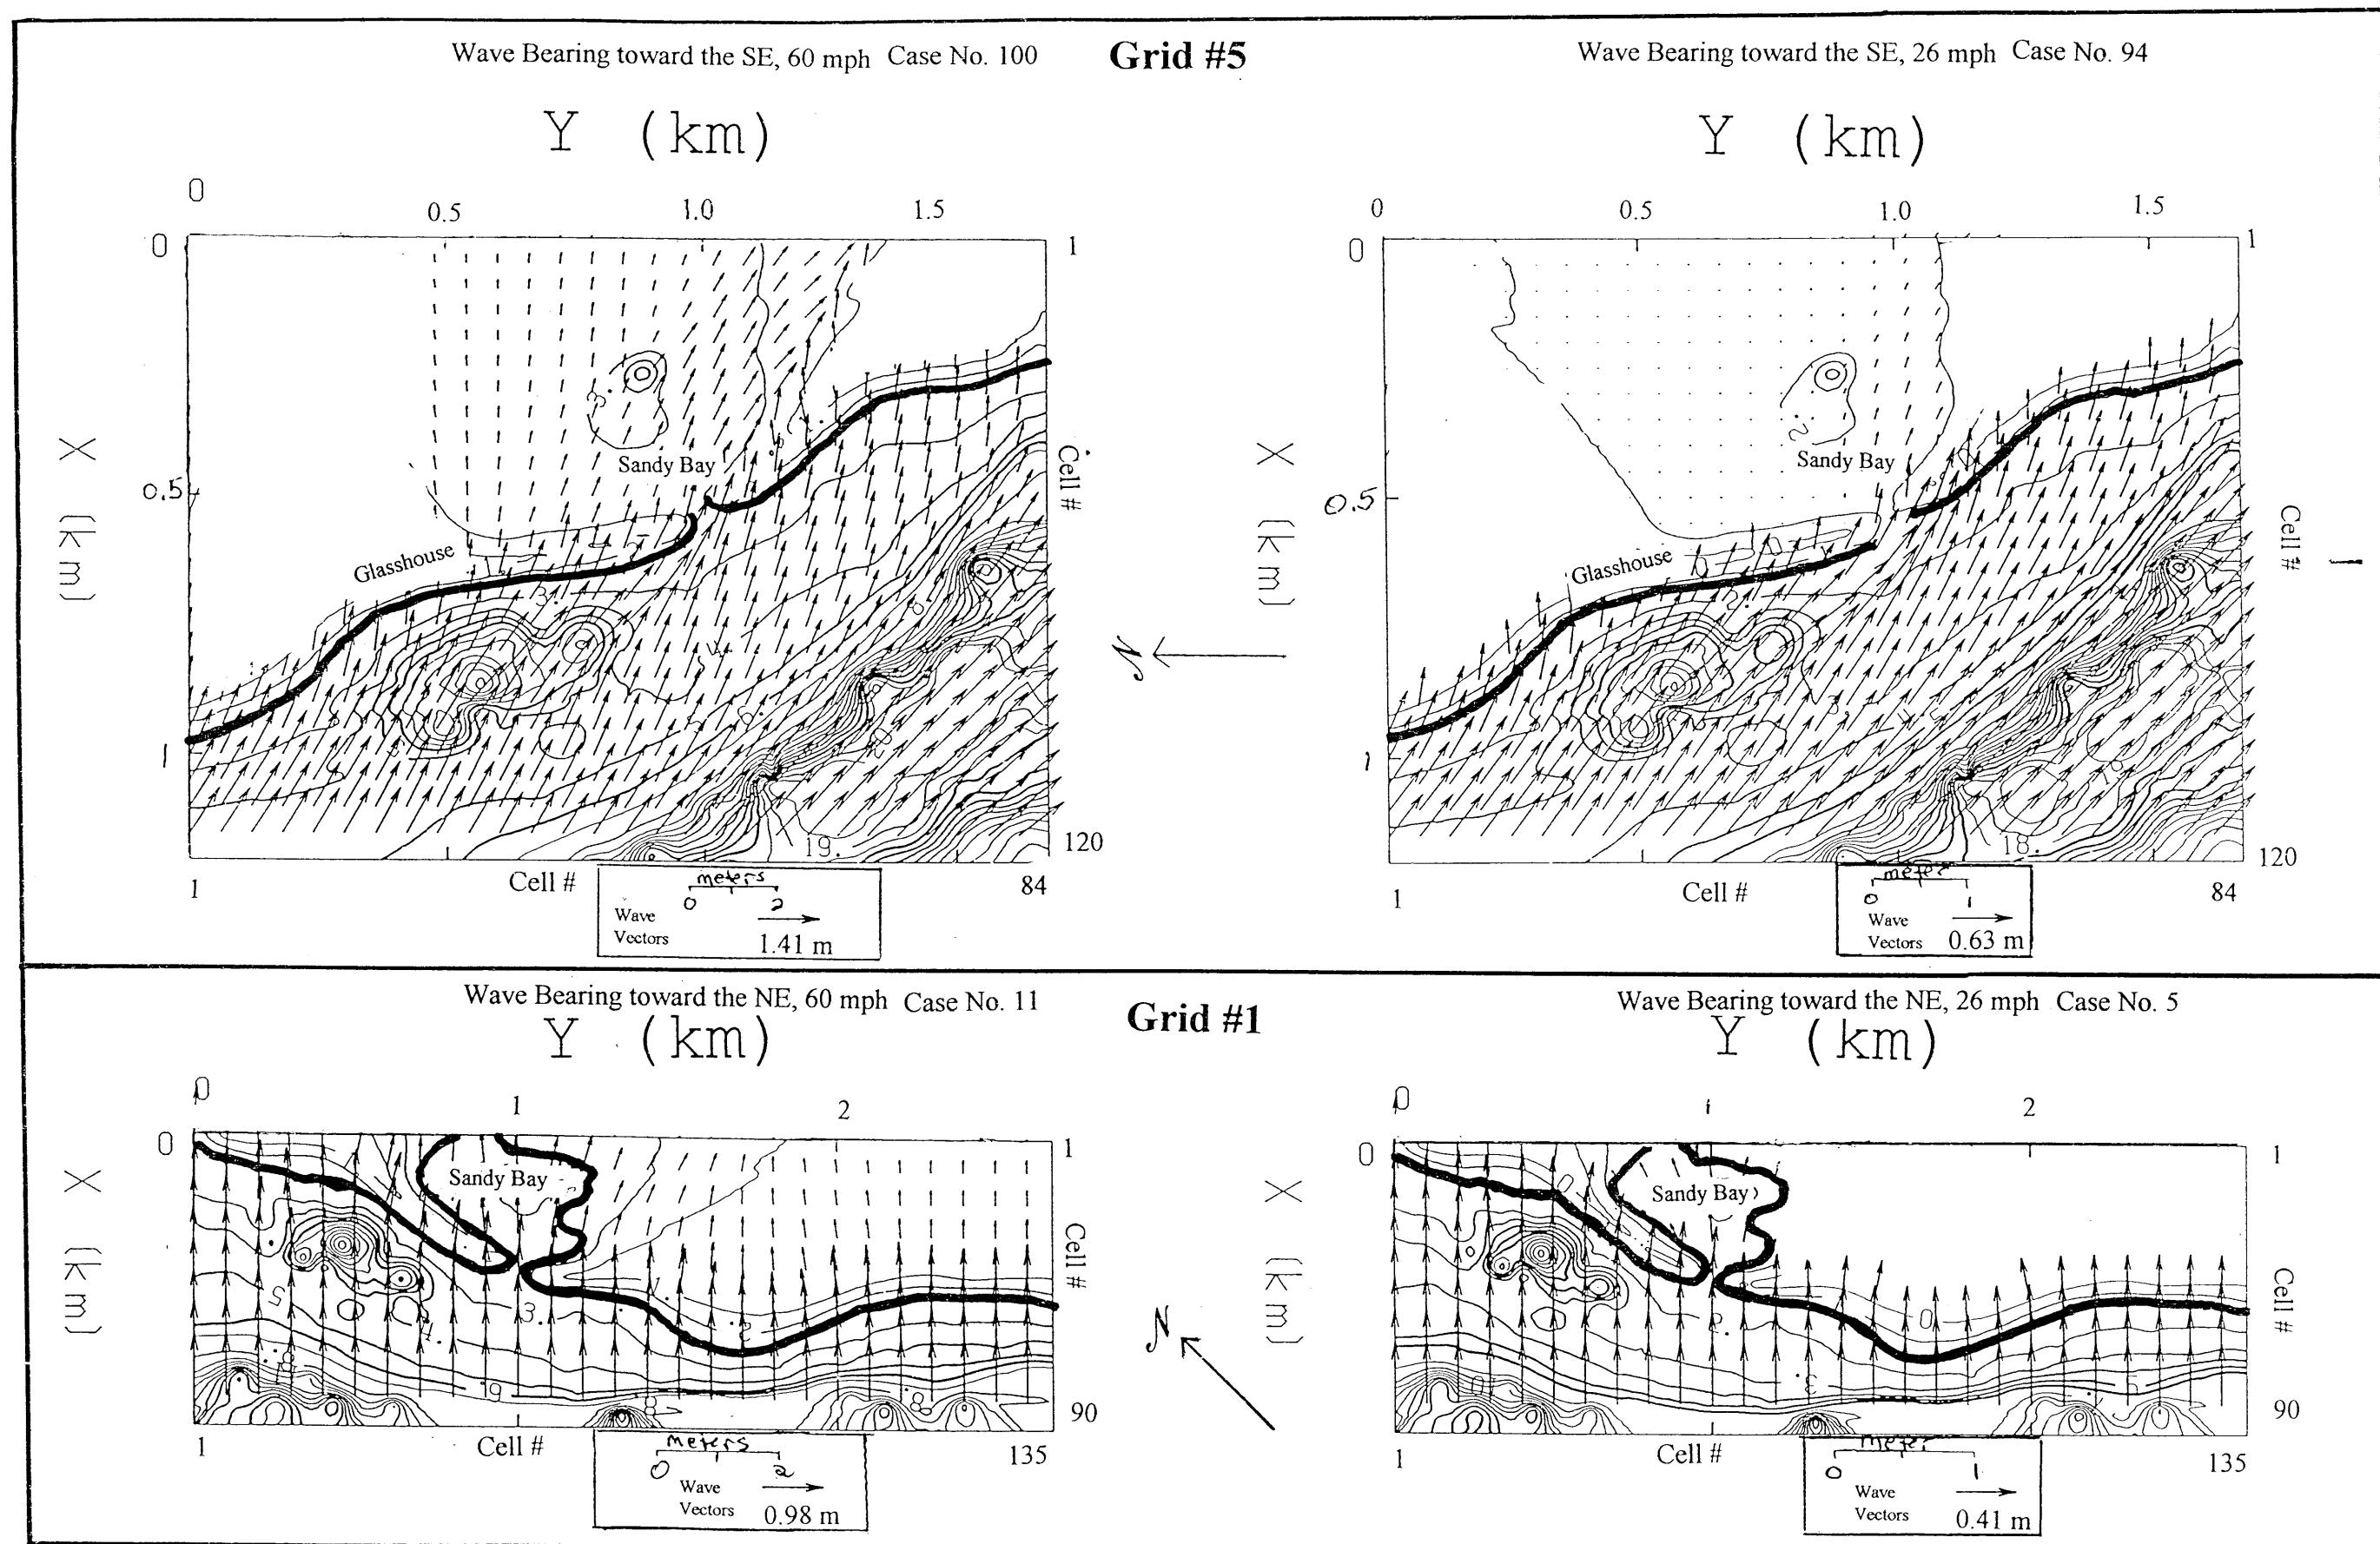 Wave Bearing toward the SE, 60 mph Case No. 100
Grid #5
Wave Bearing toward the SE, 26 mph Case No. 94
Y (km)
0
0.5
1.0
1.5
0
1
X (km)
0.5
1
Sandy Bay
Glasshouse
3.
19.
Cell #
120
1
Cell #
84
meters
0 2
Wave
Vectors
1.41 m
N
Y (km)
0
0.5
1.0
1.5
0
1
X (km)
0.5
1
Sandy Bay
Glasshouse
18.
Cell #
120
1
Cell #
84
meter
0 1
Wave
Vectors 0.63 m
Wave Bearing toward the NE, 60 mph Case No. 11
Grid #1
Wave Bearing toward the NE, 26 mph Case No. 5
Y (km)
0
1
2
0
1
X (km)
Sandy Bay
5
3.
Cell #
90
1
Cell #
135
meters
0 2
Wave
Vectors 0.98 m
N
Y (km)
0
1
2
0
1
X (km)
Sandy Bay
0
Cell #
90
1
Cell #
135
meter
0 1
Wave
Vectors 0.41 m